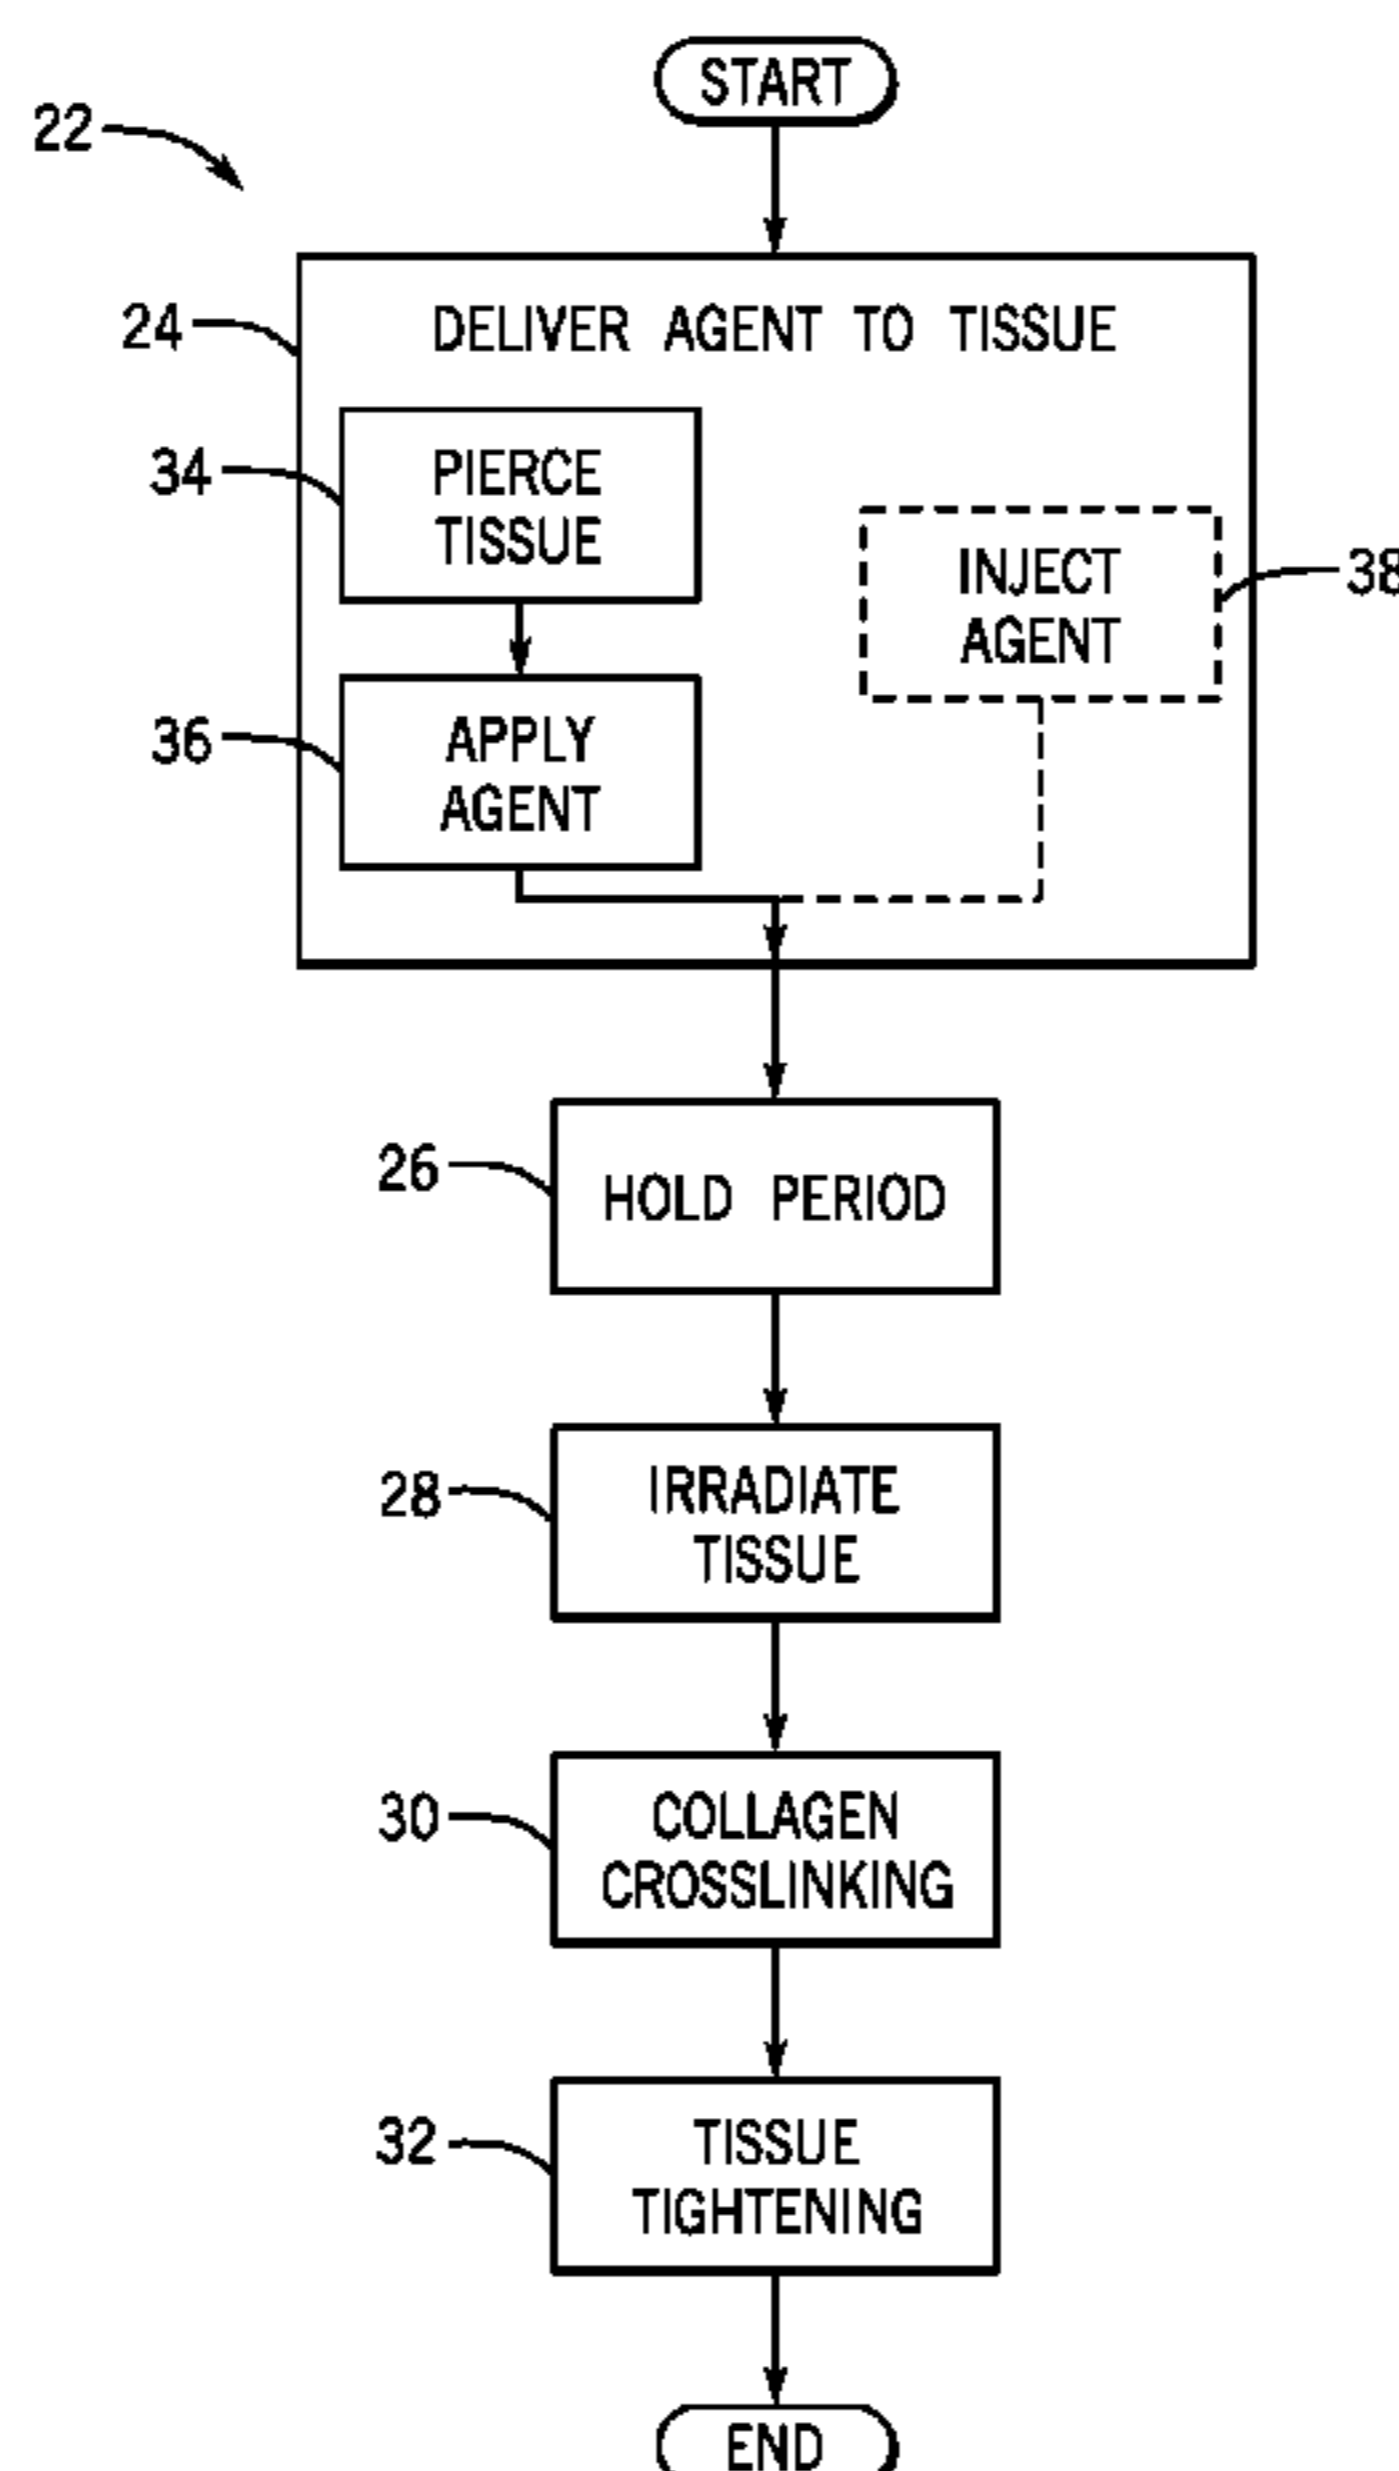 START
22
24
DELIVER AGENT TO TISSUE
34
PIERCE
TISSUE
INJECT
AGENT
38
36
APPLY
AGENT
26
HOLD PERIOD
28
IRRADIATE
TISSUE
30
COLLAGEN
CROSSLINKING
32
TISSUE
TIGHTENING
END